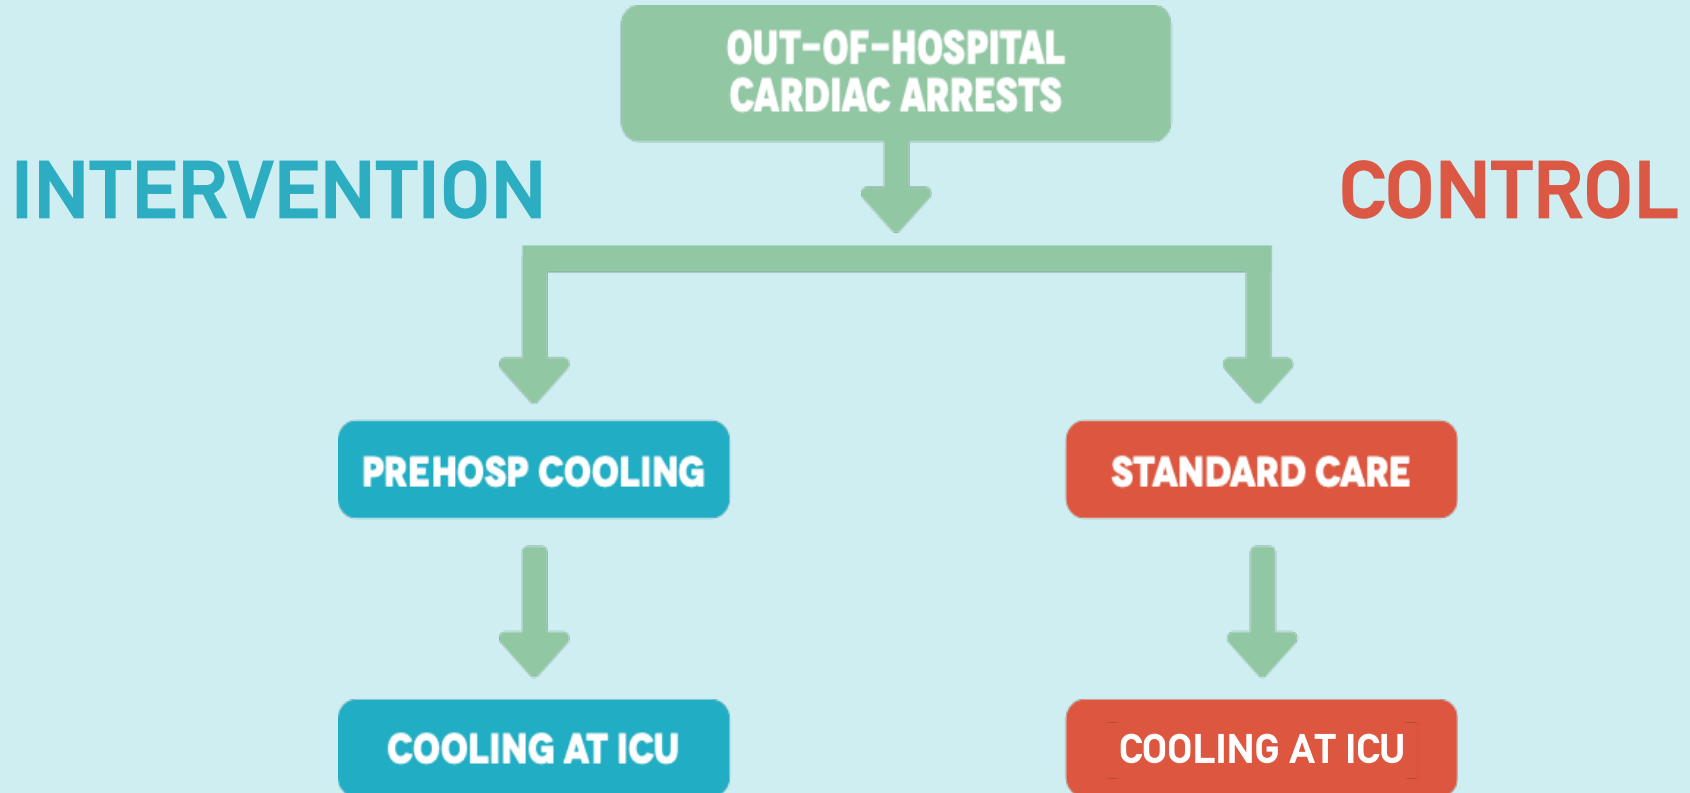 OUT-OF-HOSPITAL
CARDIAC ARRESTS
INTERVENTION
CONTROL
PREHOSP COOLING
STANDARD CARE
COOLING AT ICU
COOLING AT ICU